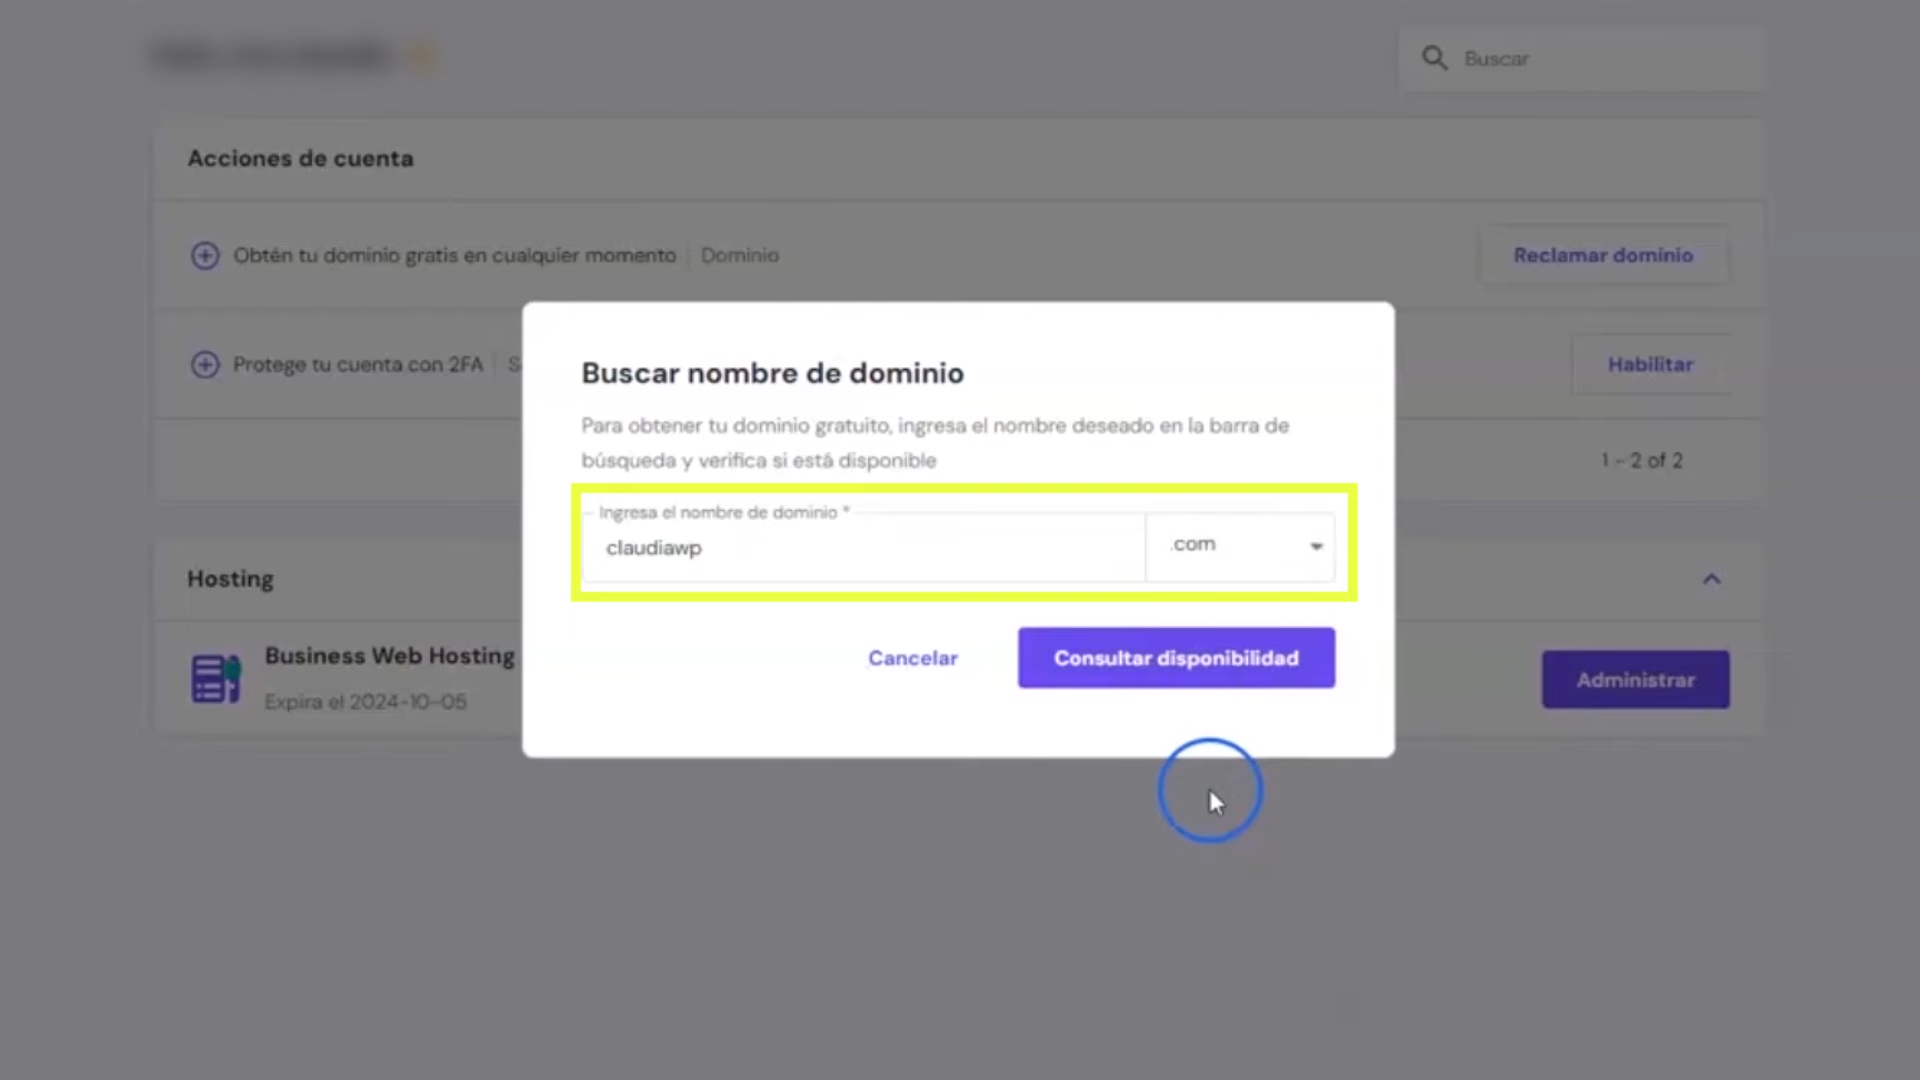 Buscar
Acciones de cuenta
Obtén tu dominio gratis en cualquier momento | Dominio
Reclamar dominio
Protege tu cuenta con 2FA
Habilitar
1 - 2 of 2
Buscar nombre de dominio
Para obtener tu dominio gratuito, ingresa el nombre deseado en la barra de
búsqueda y verifica si está disponible
Ingresa el nombre de dominio *
claudiawp
.com
Cancelar
Consultar disponibilidad
Hosting
Business Web Hosting
Expira el 2024-10-05
Administrar